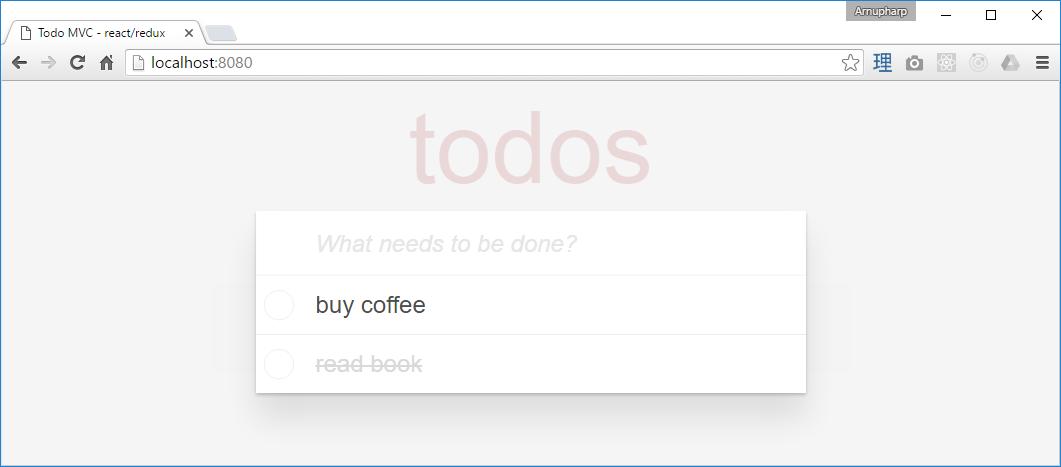 Arnupharp
Todo MVC - react/redux
localhost:8080
理
todos
What needs to be done?
buy coffee
read book